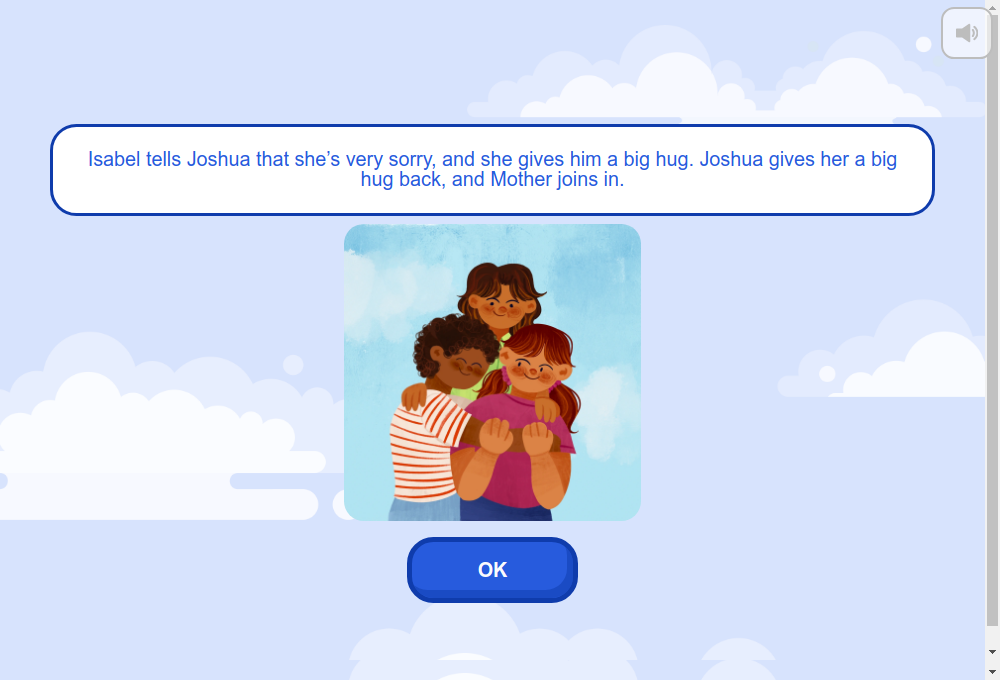 Isabel tells Joshua that she’s very sorry, and she gives him a big hug. Joshua gives her a big
hug back, and Mother joins in.
OK